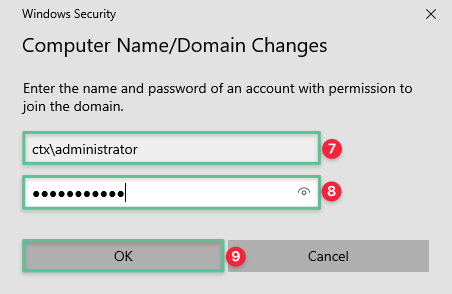 Windows Security
Computer Name/Domain Changes
Enter the name and password of an account with permission to
join the domain.
ctx\administrator
7
●●●●●●●●●●●
8
OK
9
Cancel